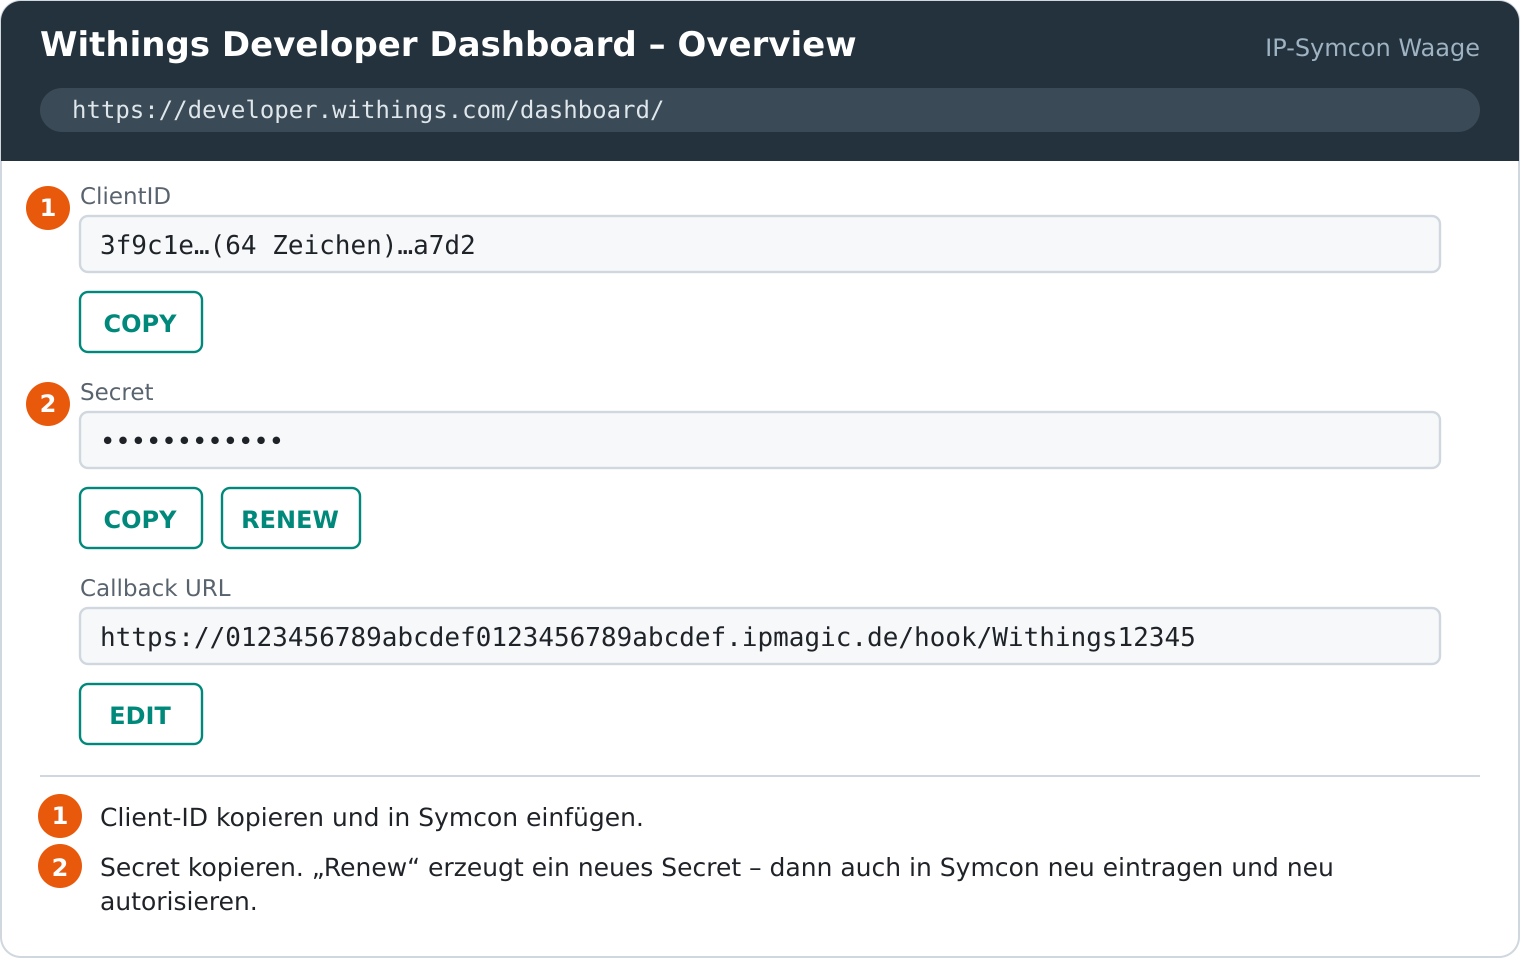 Withings Developer Dashboard – Overview
IP-Symcon Waage
https://developer.withings.com/dashboard/
1
ClientID
3f9c1e…(64 Zeichen)…a7d2
COPY
2
Secret
••••••••••••
COPY
RENEW
Callback URL
https://0123456789abcdef0123456789abcdef.ipmagic.de/hook/Withings12345
EDIT
1 Client-ID kopieren und in Symcon einfügen.
2 Secret kopieren. „Renew“ erzeugt ein neues Secret – dann auch in Symcon neu eintragen und neu
autorisieren.